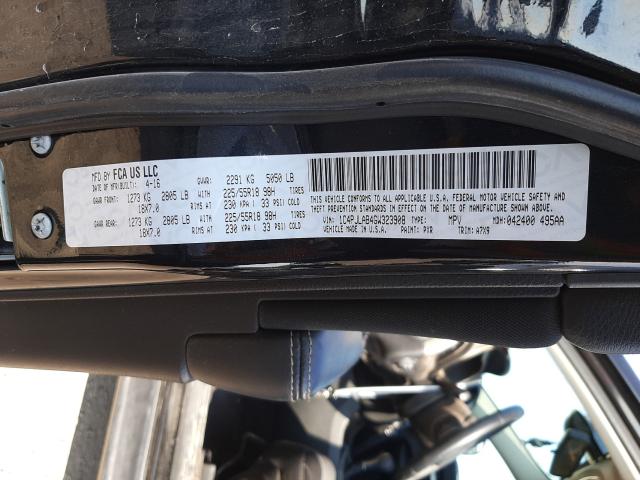 MFD BY FCA US LLC
DATE OF MFR/BUILT: 4-16
GVWR: 2291 KG 5050 LB
GAWR FRONT: 1273 KG 2805 LB WITH 225/55R18 98H TIRES
18X7.0 RIMS AT 230 KPA / 33 PSI COLD
GAWR REAR: 1273 KG 2805 LB WITH 225/55R18 98H TIRES
18X7.0 RIMS AT 230 KPA / 33 PSI COLD
THIS VEHICLE CONFORMS TO ALL APPLICABLE U.S.A. FEDERAL MOTOR VEHICLE SAFETY, BUMPER AND
THEFT PREVENTION STANDARDS IN EFFECT ON THE DATE OF MANUFACTURE SHOWN ABOVE.
VIN: 1C4PJLAB4GW323908 TYPE: MPV MDH: 042400 495AA
VEHICLE MADE IN U.S.A. PAINT: PXR TRIM: A7X9